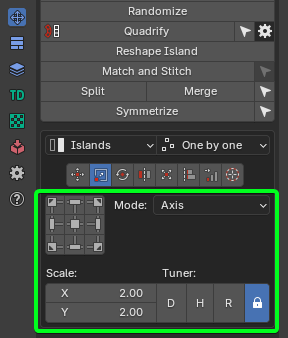 Randomize
Quadrify
Reshape Island
Match and Stitch
Split Merge
Symmetrize
TD
Islands One by one
Mode: Axis
Scale: Tuner:
X 2.00
D H R
Y 2.00